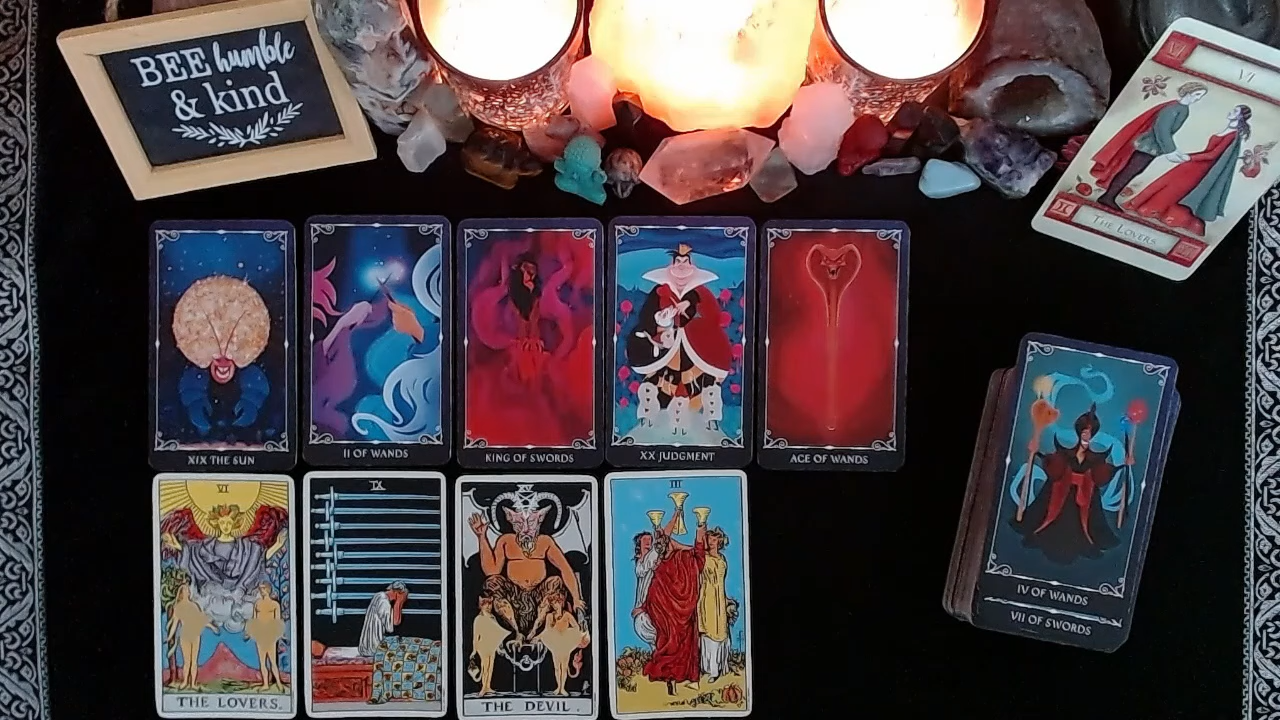 BEE humble
& kind
VI
VI
THE LOVERS
XIX THE SUN
II OF WANDS
KING OF SWORDS
XX JUDGMENT
ACE OF WANDS
IV OF WANDS
VII OF SWORDS
VI
IX
XV
III
THE LOVERS.
THE DEVIL.